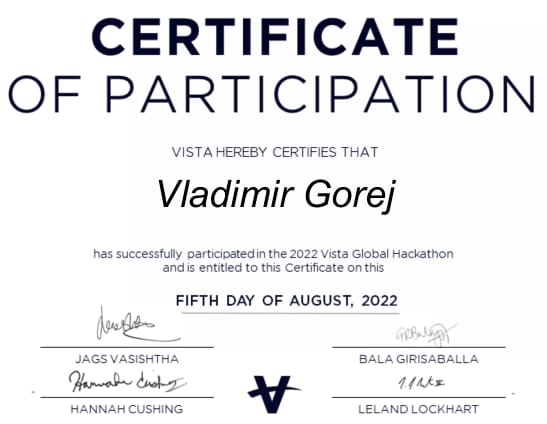 CERTIFICATE
OF PARTICIPATION
VISTA HEREBY CERTIFIES THAT
Vladimir Gorej
has successfully participated in the 2022 Vista Global Hackathon
and is entitled to this Certificate on this
FIFTH DAY OF AUGUST, 2022
JAGS VASISHTHA
BALA GIRISABALLA
Hannah Cushing
HANNAH CUSHING
LELAND LOCKHART